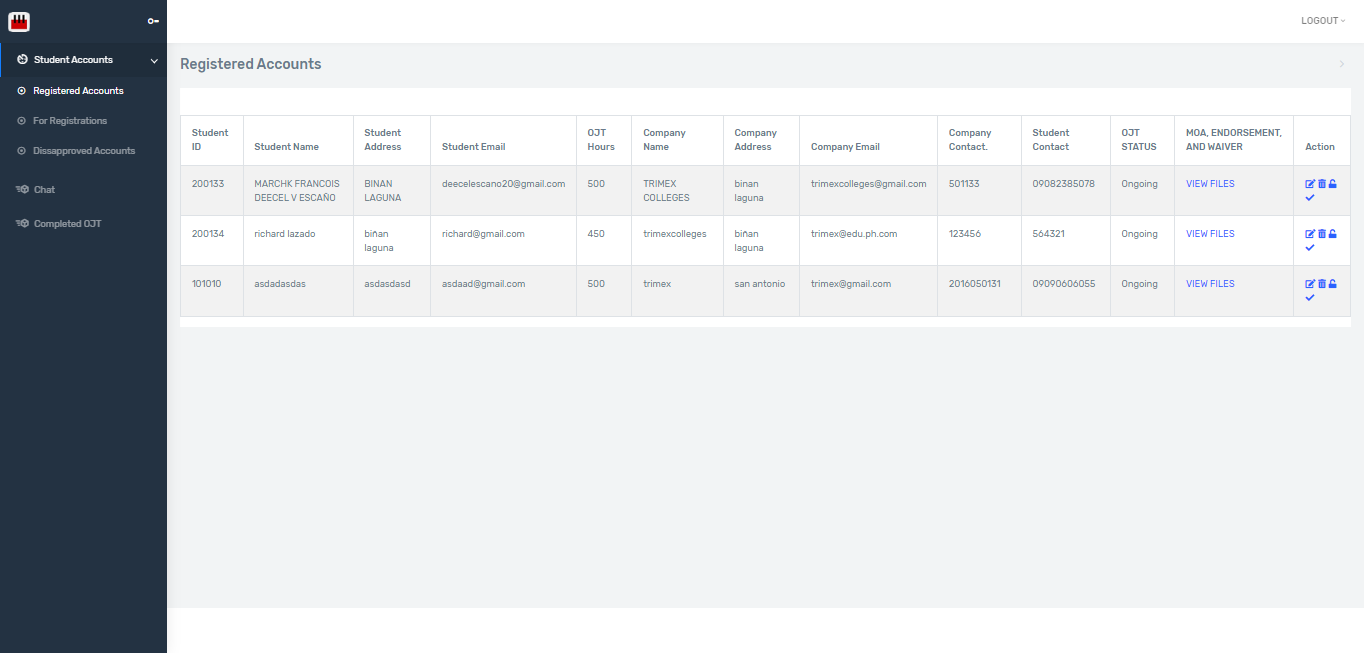 LOGOUT
Student Accounts
Registered Accounts
For Registrations
Dissapproved Accounts
Chat
Completed OJT
Registered Accounts
Student ID
Student Name
Student Address
Student Email
OJT Hours
Company Name
Company Address
Company Email
Company Contact.
Student Contact
OJT STATUS
MOA, ENDORSEMENT, AND WAIVER
Action
200133
MARCHK FRANCOIS DEECEL V ESCAÑO
BINAN LAGUNA
deecelescano20@gmail.com
500
TRIMEX COLLEGES
binan laguna
trimexcolleges@gmail.com
501133
09082385078
Ongoing
VIEW FILES
200134
richard lazado
biñan laguna
richard@gmail.com
450
trimexcolleges
biñan laguna
trimex@edu.ph.com
123456
564321
Ongoing
VIEW FILES
101010
asdadasdas
asdasdasd
asdaad@gmail.com
500
trimex
san antonio
trimex@gmail.com
2016050131
09090606055
Ongoing
VIEW FILES